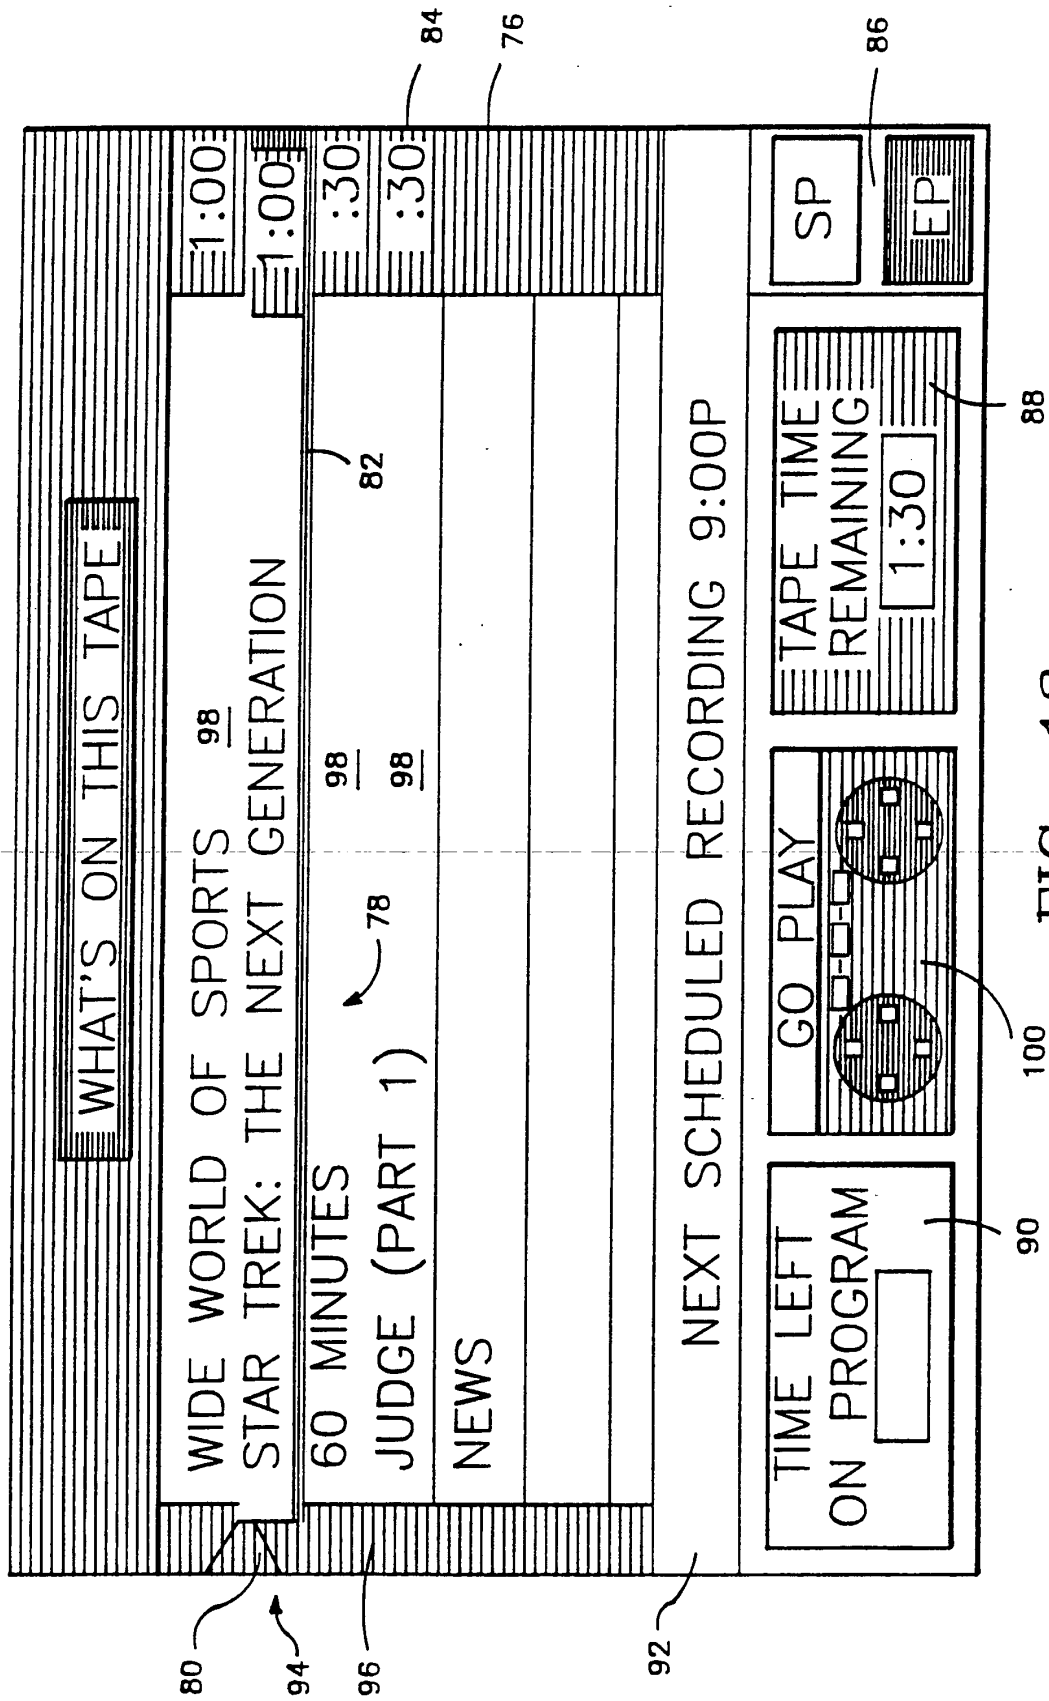 WHAT'S ON THIS TAPE
WIDE WORLD OF SPORTS 98 1:00
STAR TREK: THE NEXT GENERATION 1:00
60 MINUTES 98 :30
JUDGE (PART 1) 98 :30
NEWS
NEXT SCHEDULED RECORDING 9:00P
TIME LEFT
ON PROGRAM
GO PLAY
TAPE TIME
REMAINING
1:30
SP
EP
80
94
96
92
78
82
84
76
86
90
100
88